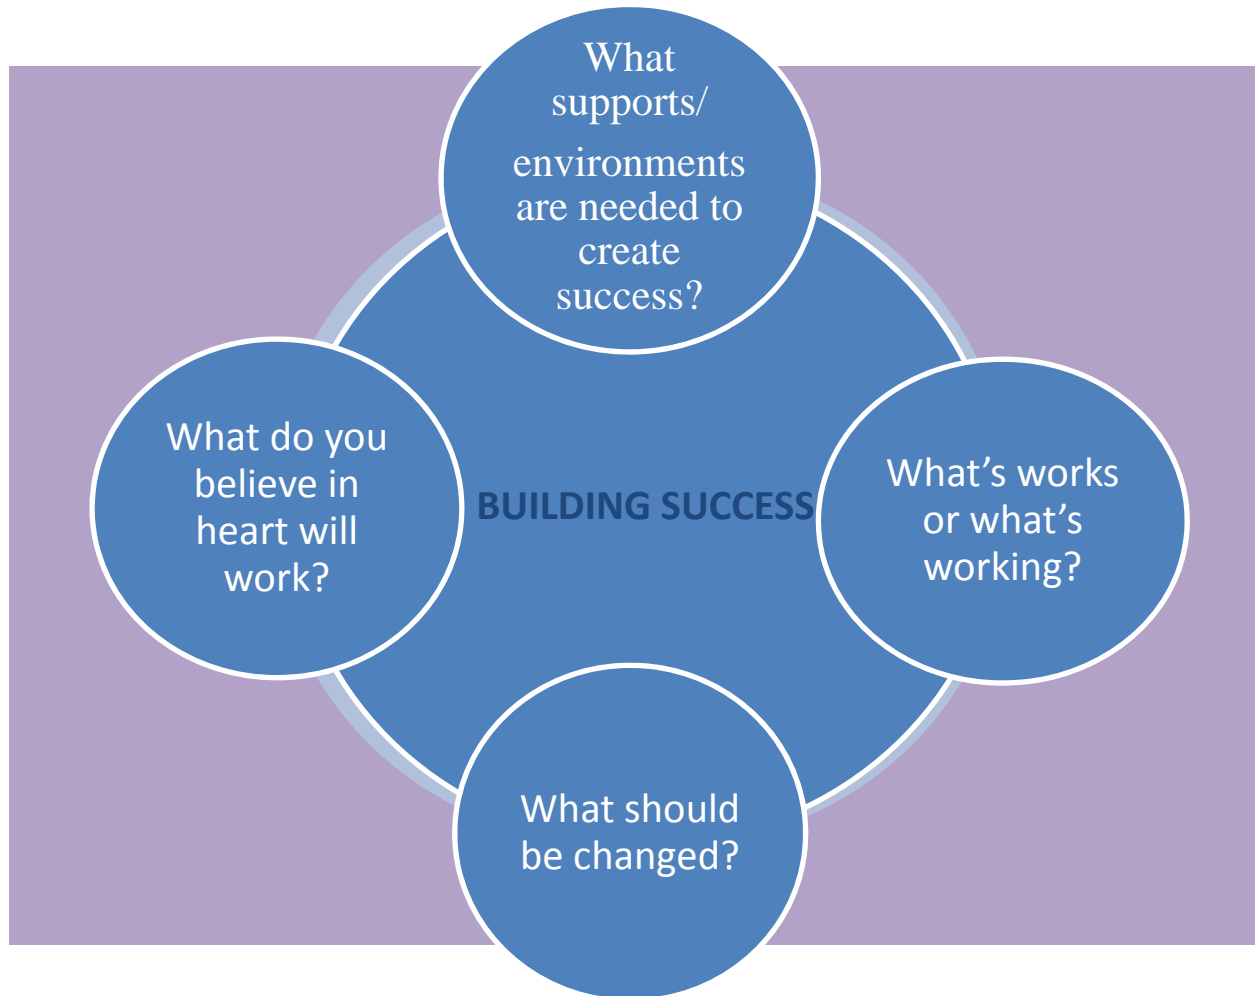 What
supports/
environments
are needed to
create
success?
What do you
believe in
heart will
work?
BUILDING SUCCESS
What’s works
or what’s
working?
What should
be changed?